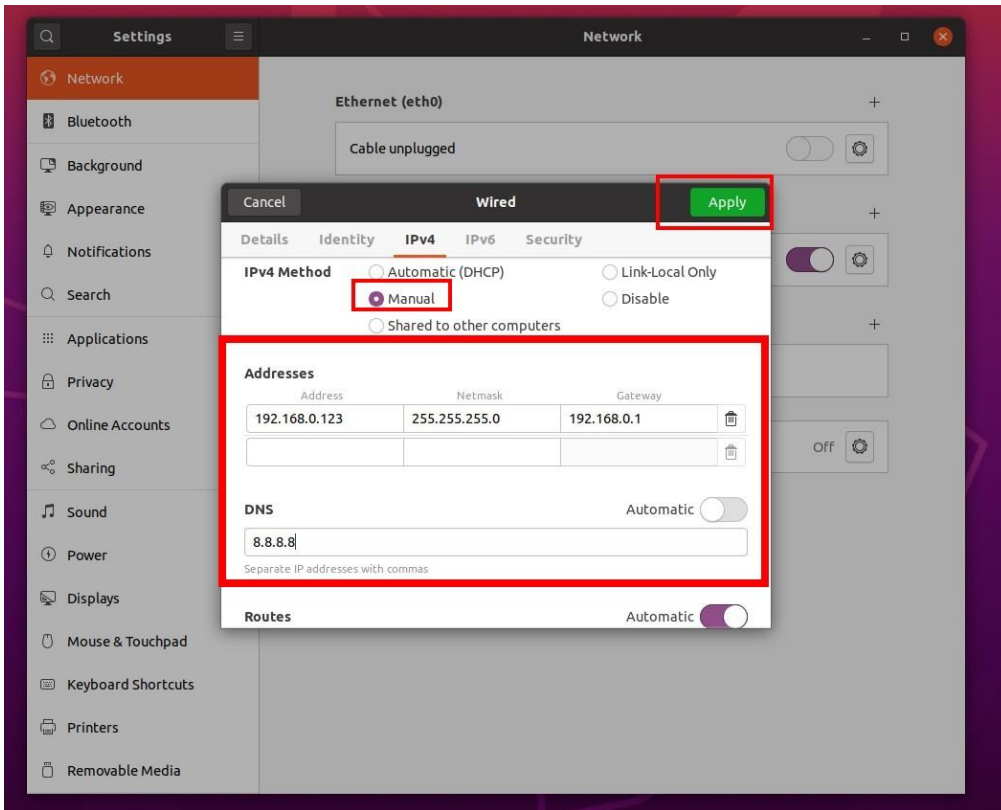 Settings
Network
Network
Bluetooth
Background
Appearance
Notifications
Search
Applications
Privacy
Online Accounts
Sharing
Sound
Power
Displays
Mouse & Touchpad
Keyboard Shortcuts
Printers
Removable Media
Ethernet (eth0)
Cable unplugged
Off
Cancel
Wired
Apply
Details Identity IPv4 IPv6 Security
IPv4 Method Automatic (DHCP) Link-Local Only
Manual Disable
Shared to other computers
Addresses
Address Netmask Gateway
192.168.0.123 255.255.255.0 192.168.0.1
DNS Automatic
8.8.8.8
Separate IP addresses with commas
Routes Automatic